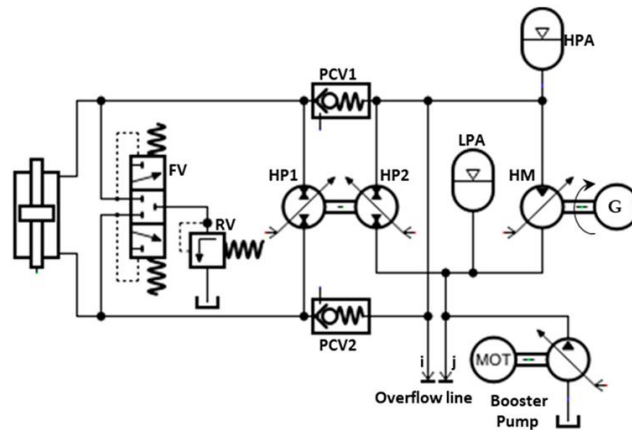 HPA
PCV1
LPA
FV
HP1
HP2
HM
G
RV
PCV2
i
j
MOT
Overflow line
Booster
Pump